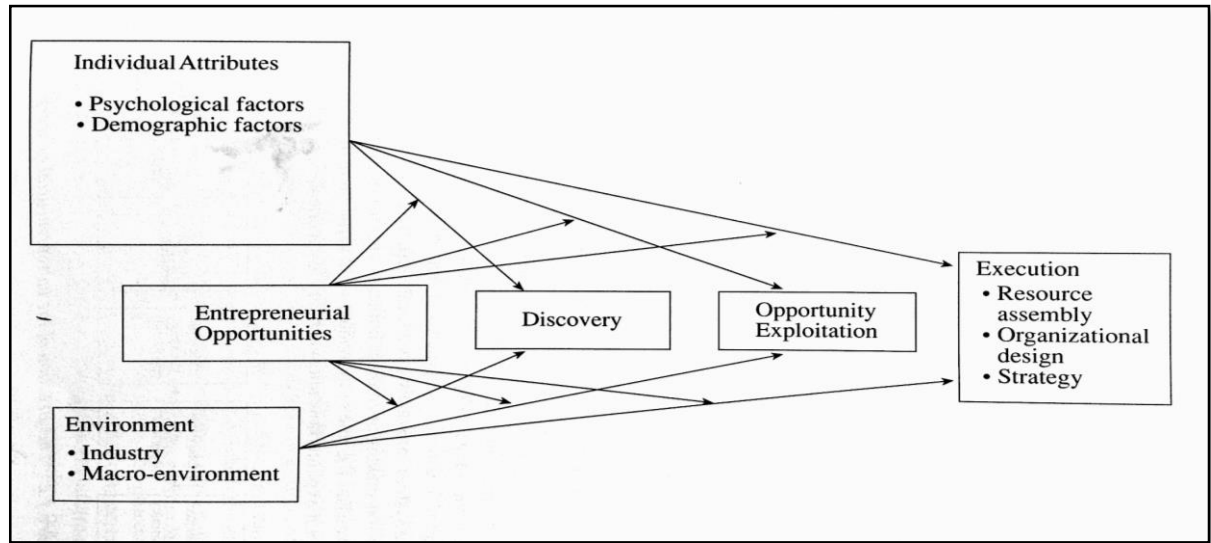 Individual Attributes
• Psychological factors
• Demographic factors
Entrepreneurial
Opportunities
Discovery
Opportunity
Exploitation
Execution
• Resource
assembly
• Organizational
design
• Strategy
Environment
• Industry
• Macro-environment